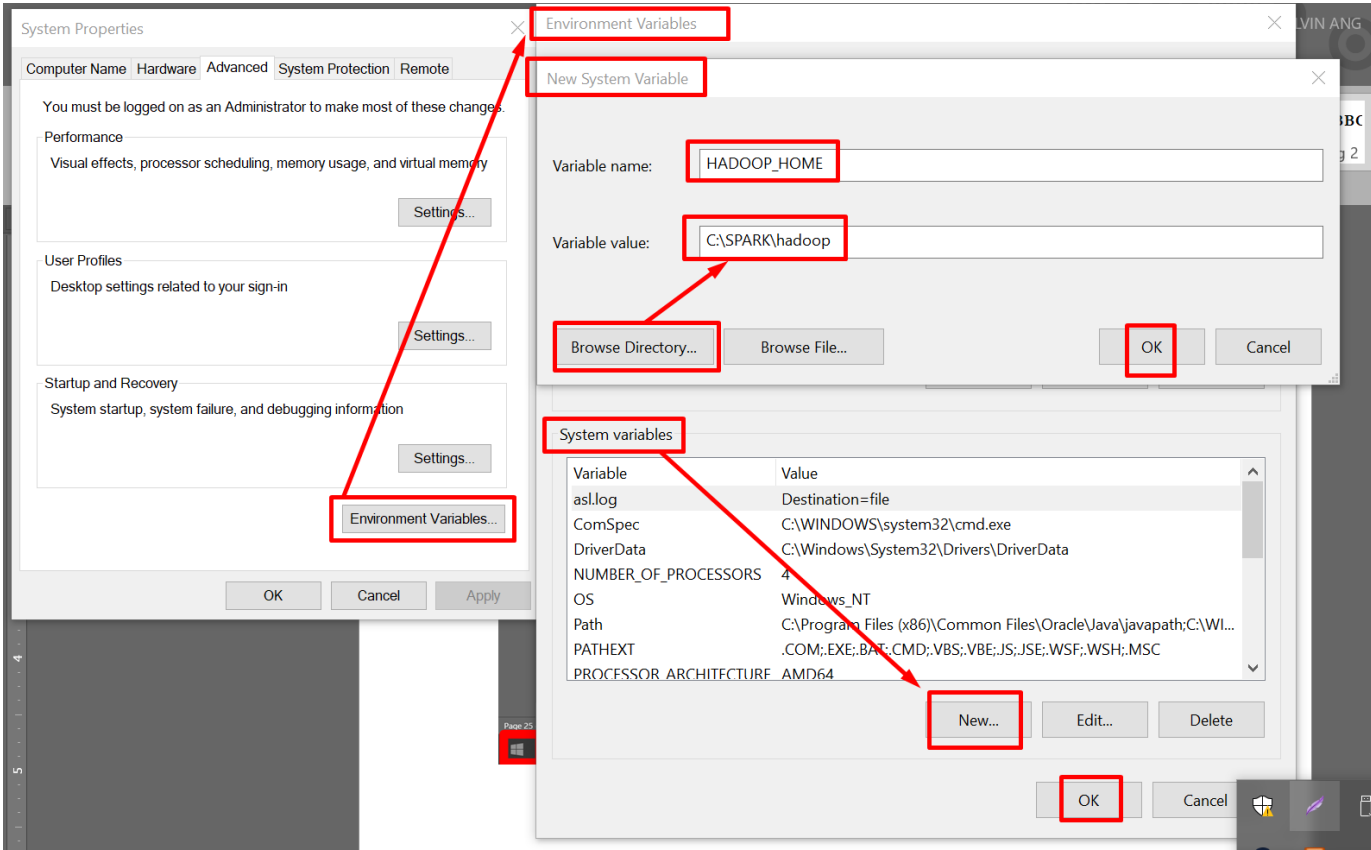 System Properties
Computer Name Hardware Advanced System Protection Remote
You must be logged on as an Administrator to make most of these changes.
Performance
Visual effects, processor scheduling, memory usage, and virtual memory
Settings...
User Profiles
Desktop settings related to your sign-in
Settings...
Startup and Recovery
System startup, system failure, and debugging information
Settings...
Environment Variables...
OK Cancel Apply
Environment Variables
LVIN ANG
New System Variable
Variable name: HADOOP_HOME
Variable value: C:\SPARK\hadoop
Browse Directory... Browse File... OK Cancel
System variables
Variable Value
asl.log Destination=file
ComSpec C:\WINDOWS\system32\cmd.exe
DriverData C:\Windows\System32\Drivers\DriverData
NUMBER_OF_PROCESSORS 4
OS Windows_NT
Path C:\Program Files (x86)\Common Files\Oracle\Java\javapath;C:\WI...
PATHEXT .COM;.EXE;.BAT;.CMD;.VBS;.VBE;.JS;.JSE;.WSF;.WSH;.MSC
PROCESSOR_ARCHITECTURE AMD64
New... Edit... Delete
OK Cancel
BBC
g 2
4
5
Page 25